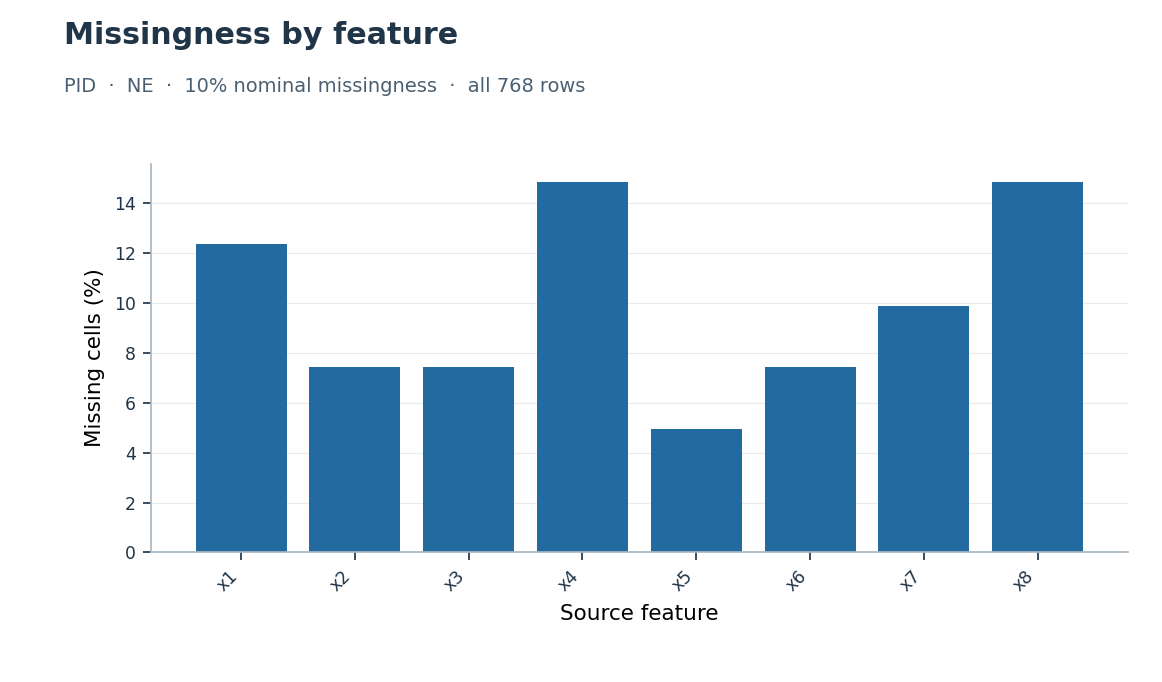 Missingness by feature
PID · NE · 10% nominal missingness · all 768 rows
Missing cells (%)
14
12
10
8
6
4
2
0
x1 x2 x3 x4 x5 x6 x7 x8
Source feature